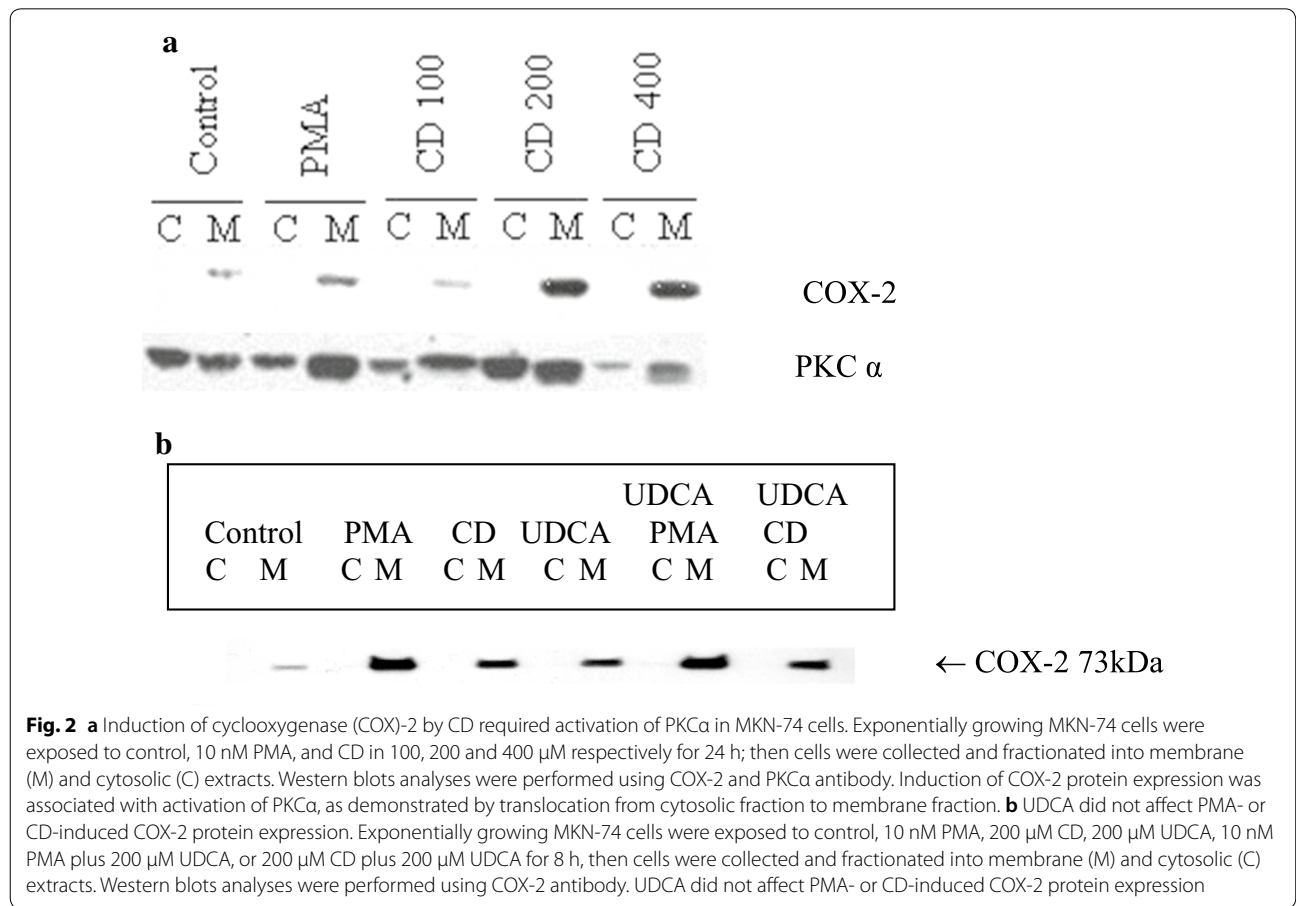 a
Control
PMA
CD 100
CD 200
CD 400
C M C M C M C M C M
COX-2
PKC α
b
UDCA UDCA
Control PMA CD UDCA PMA CD
C M C M C M C M C M C M
← COX-2 73kDa
Fig. 2 a Induction of cyclooxygenase (COX)-2 by CD required activation of PKCα in MKN-74 cells. Exponentially growing MKN-74 cells were
exposed to control, 10 nM PMA, and CD in 100, 200 and 400 µM respectively for 24 h; then cells were collected and fractionated into membrane
(M) and cytosolic (C) extracts. Western blots analyses were performed using COX-2 and PKCα antibody. Induction of COX-2 protein expression was
associated with activation of PKCα, as demonstrated by translocation from cytosolic fraction to membrane fraction. b UDCA did not affect PMA- or
CD-induced COX-2 protein expression. Exponentially growing MKN-74 cells were exposed to control, 10 nM PMA, 200 µM CD, 200 µM UDCA, 10 nM
PMA plus 200 µM UDCA, or 200 µM CD plus 200 µM UDCA for 8 h, then cells were collected and fractionated into membrane (M) and cytosolic (C)
extracts. Western blots analyses were performed using COX-2 antibody. UDCA did not affect PMA- or CD-induced COX-2 protein expression